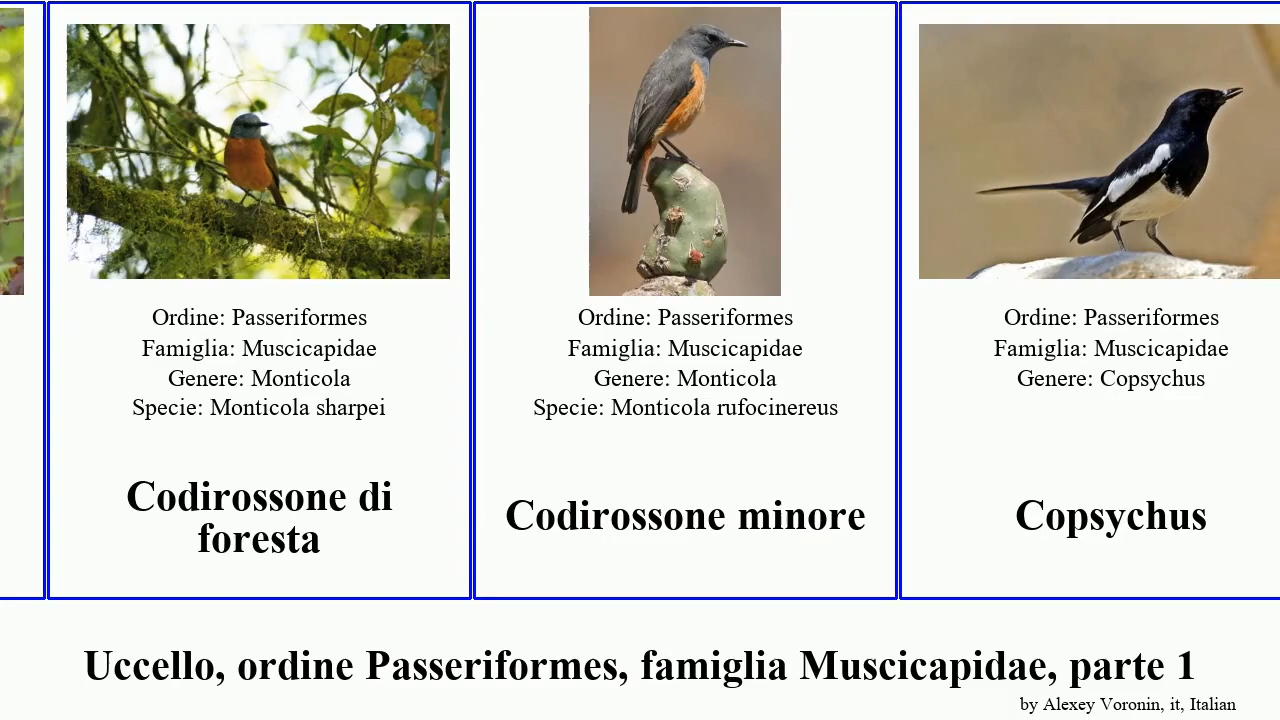 Ordine: Passeriformes
Famiglia: Muscicapidae
Genere: Monticola
Specie: Monticola sharpei
Codirossone di
foresta
Ordine: Passeriformes
Famiglia: Muscicapidae
Genere: Monticola
Specie: Monticola rufocinereus
Codirossone minore
Ordine: Passeriformes
Famiglia: Muscicapidae
Genere: Copsychus
Copsychus
Uccello, ordine Passeriformes, famiglia Muscicapidae, parte 1
by Alexey Voronin, it, Italian